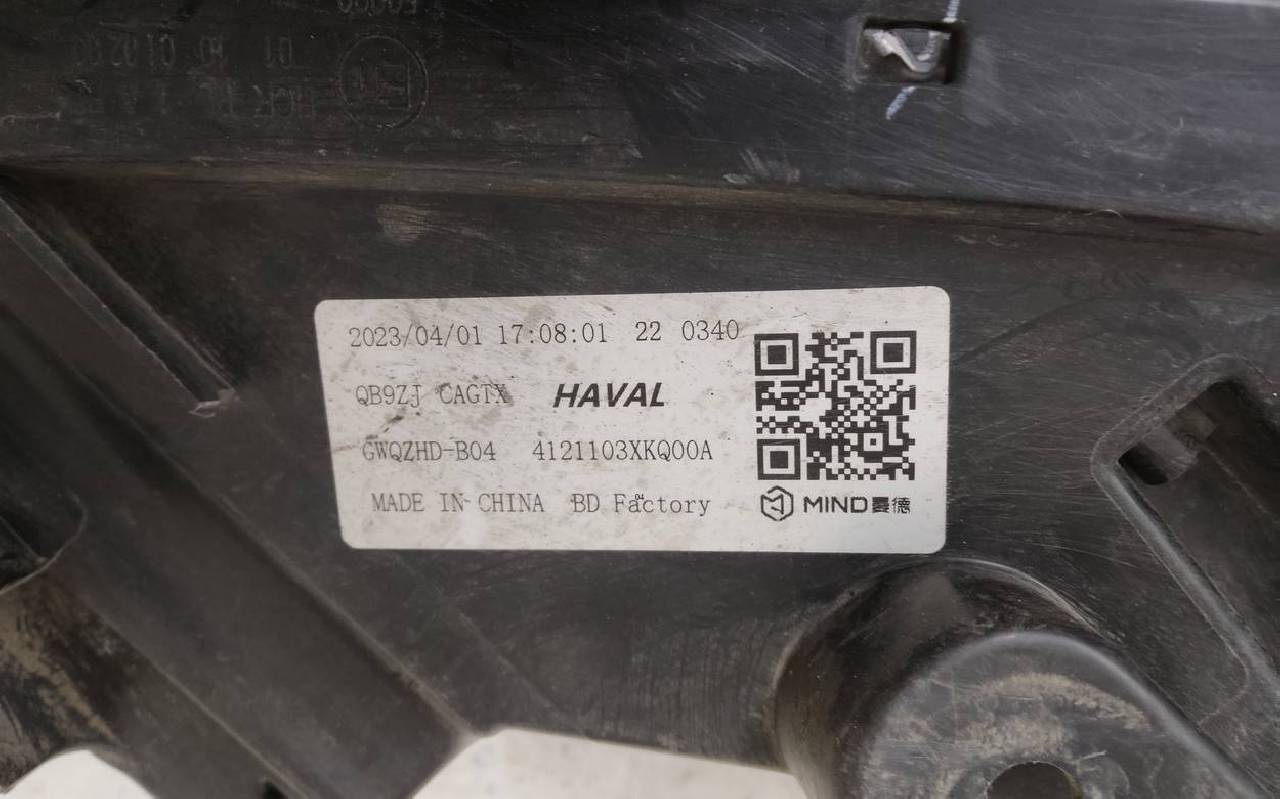 2023/04/01 17:08:01 22 0340
QB9ZJ CAGTX HAVAL
GWQZHD-B04 4121103XKQ00A
MADE IN CHINA BD Factory
MIND曼德